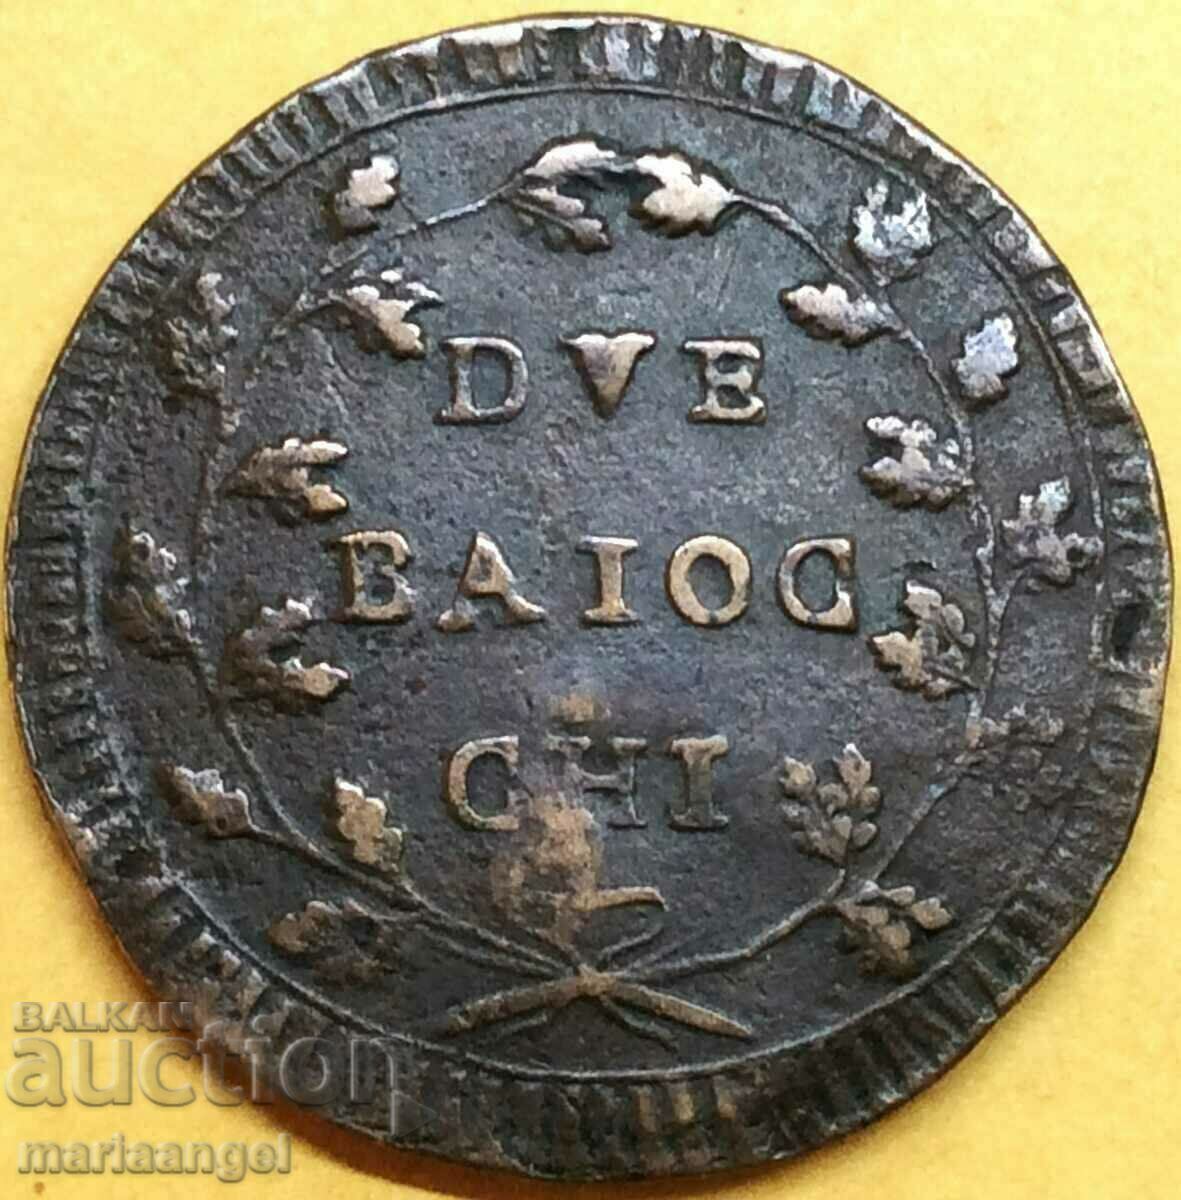 DVE
BAIOC
CHI
BALKAN
auction
mariaangel